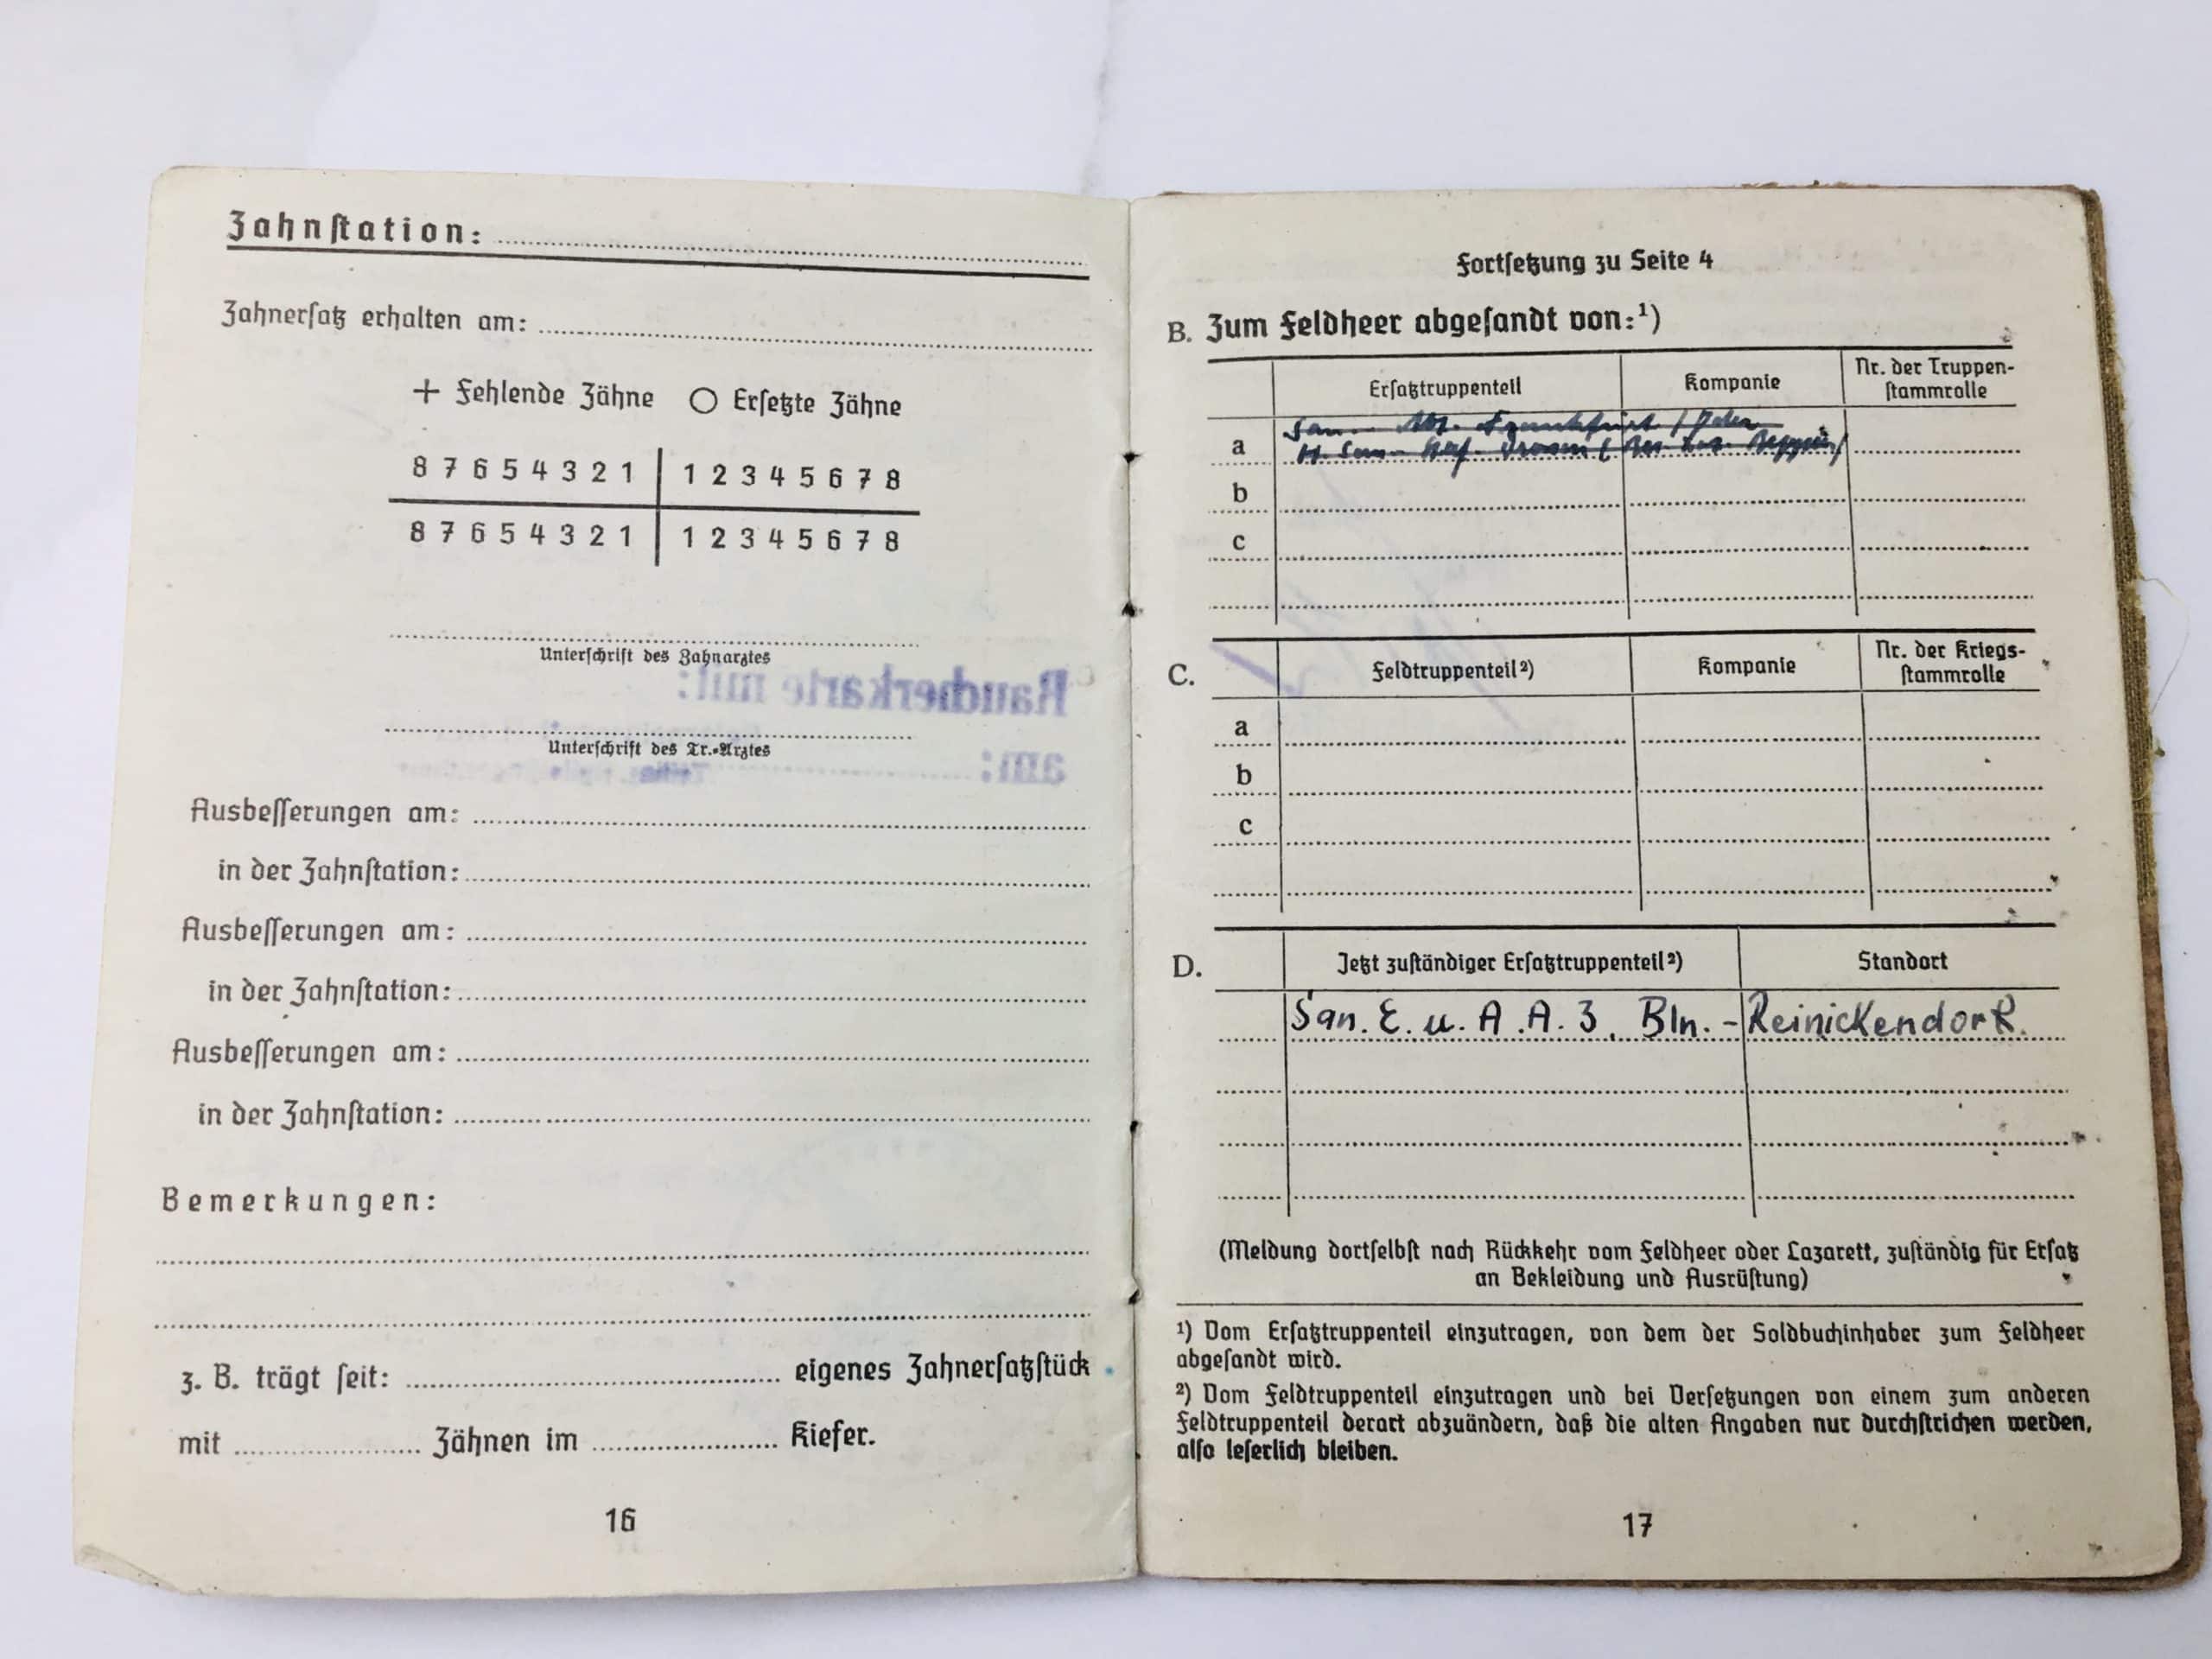 Zahnstation:
Zahnersatz erhalten am:
+ Fehlende Zähne ○ Ersetzte Zähne
8 7 6 5 4 3 2 1 | 1 2 3 4 5 6 7 8
8 7 6 5 4 3 2 1 | 1 2 3 4 5 6 7 8
Unterschrift des Zahnarztes
Raucherkarte mit:
Unterschrift des Tr.-Arztes
am:
Ausbesserungen am:
in der Zahnstation:
Ausbesserungen am:
in der Zahnstation:
Ausbesserungen am:
in der Zahnstation:
Bemerkungen:
z. B. trägt seit: eigenes Zahnersatzstück
mit Zähnen im Kiefer.
16
Fortsetzung zu Seite 4
B. Zum Feldheer abgesandt von:¹)
Ersatztruppenteil Kompanie Nr. der Truppen-
stammrolle
San. Abt. Frankfurt / Oder
a
b
c
C. Feldtruppenteil²) Kompanie Nr. der Kriegs-
stammrolle
a
b
c
D. Jetzt zuständiger Ersatztruppenteil²) Standort
San. E. u. A. A. 3, Bln. - Reinickendorf.
(Meldung dortselbst nach Rückkehr vom Feldheer oder Lazarett, zuständig für Ersatz
an Bekleidung und Ausrüstung)
¹) Vom Ersatztruppenteil einzutragen, von dem der Soldbuchinhaber zum Feldheer
abgesandt wird.
²) Vom Feldtruppenteil einzutragen und bei Versetzungen von einem zum anderen
Feldtruppenteil derart abzuändern, daß die alten Angaben nur durchstrichen werden,
also leserlich bleiben.
17